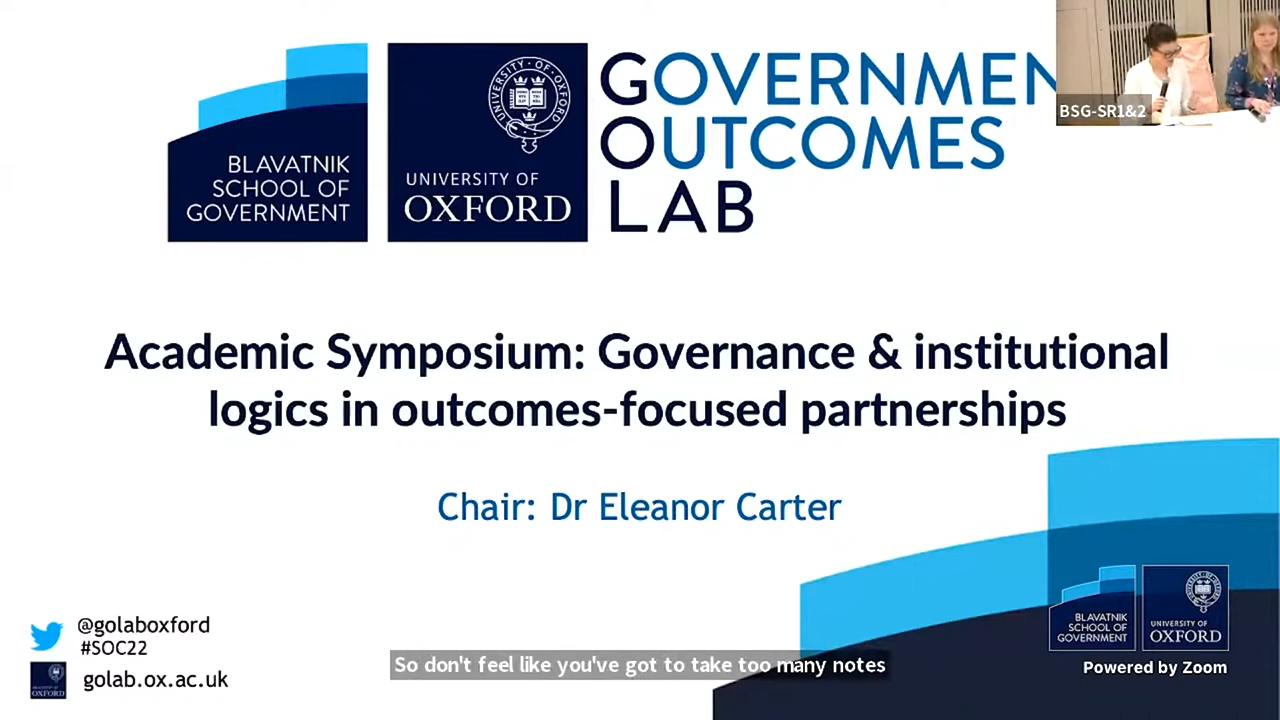 BLAVATNIK
SCHOOL OF
GOVERNMENT
UNIVERSITY OF
OXFORD
GOVERNMEN
OUTCOMES
LAB
BSG-SR1&2
Academic Symposium: Governance & institutional
logics in outcomes-focused partnerships
Chair: Dr Eleanor Carter
@golaboxford
#SOC22
golab.ox.ac.uk
So don't feel like you've got to take too many notes
BLAVATNIK
SCHOOL OF
GOVERNMENT
UNIVERSITY OF
OXFORD
Powered by Zoom